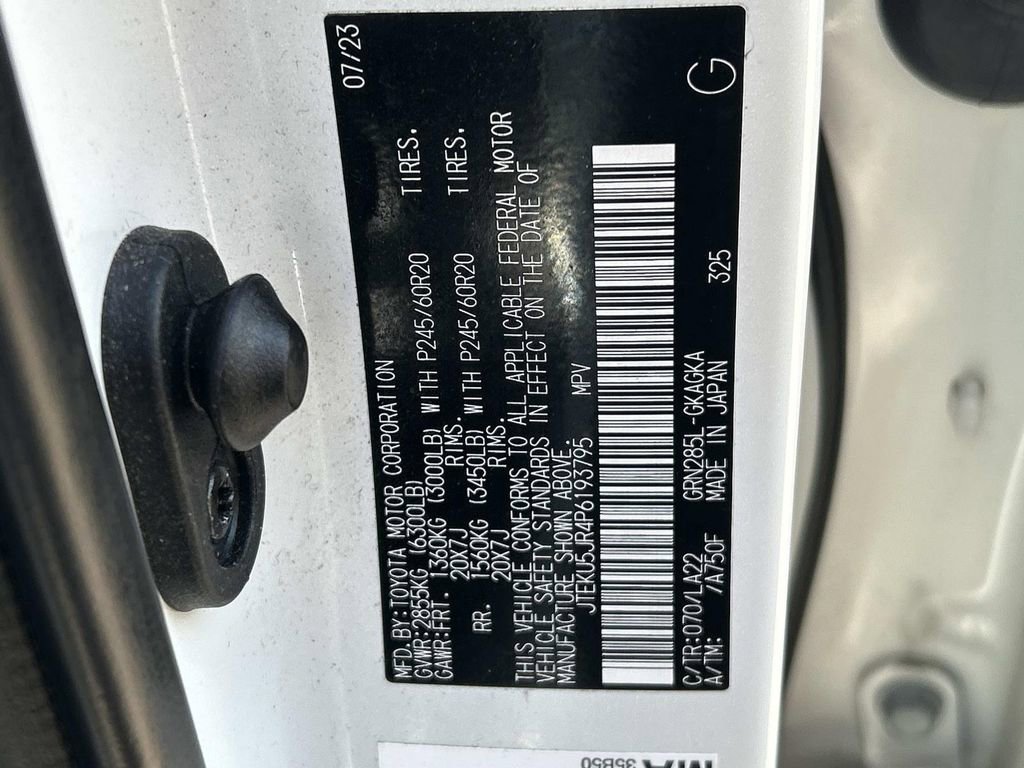 MFD. BY: TOYOTA MOTOR CORPORATION 07/23
GVWR: 2855KG (6300LB)
GAWR: FRT. 1360KG (3000LB) WITH P245/60R20 TIRES.
20X7J RIMS.
RR. 1560KG (3450LB) WITH P245/60R20 TIRES.
20X7J RIMS.
THIS VEHICLE CONFORMS TO ALL APPLICABLE FEDERAL MOTOR
VEHICLE SAFETY STANDARDS IN EFFECT ON THE DATE OF
MANUFACTURE SHOWN ABOVE.
JTEKU5JR4P6193795 MPV
C/TR: 070/LA22 GRN285L-GKAGKA 325 G
A/TM: /A750F MADE IN JAPAN
35B50